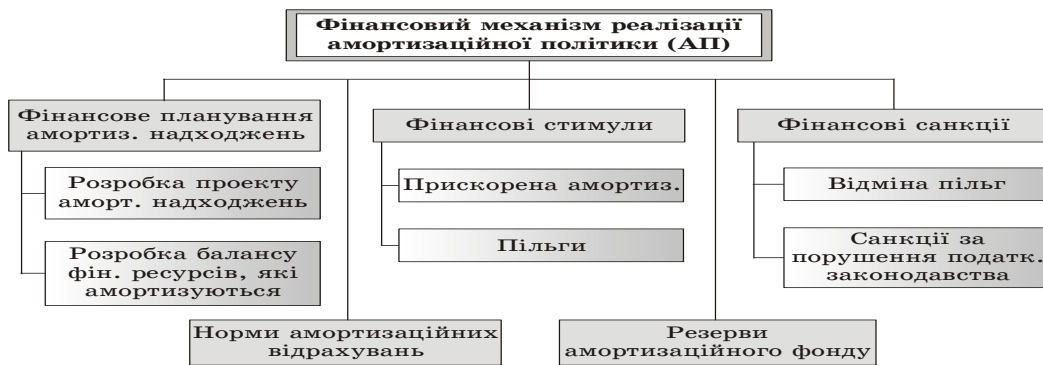 Фінансовий механізм реалізації
амортизаційної політики (АП)
Фінансове планування
амортиз. надходжень
Розробка проекту
аморт. надходжень
Розробка балансу
фін. ресурсів, які
амортизуються
Фінансові стимули
Прискорена амортиз.
Пільги
Фінансові санкції
Відміна пільг
Санкції за
порушення податк.
законодавства
Норми амортизаційних
відрахувань
Резерви
амортизаційного фонду